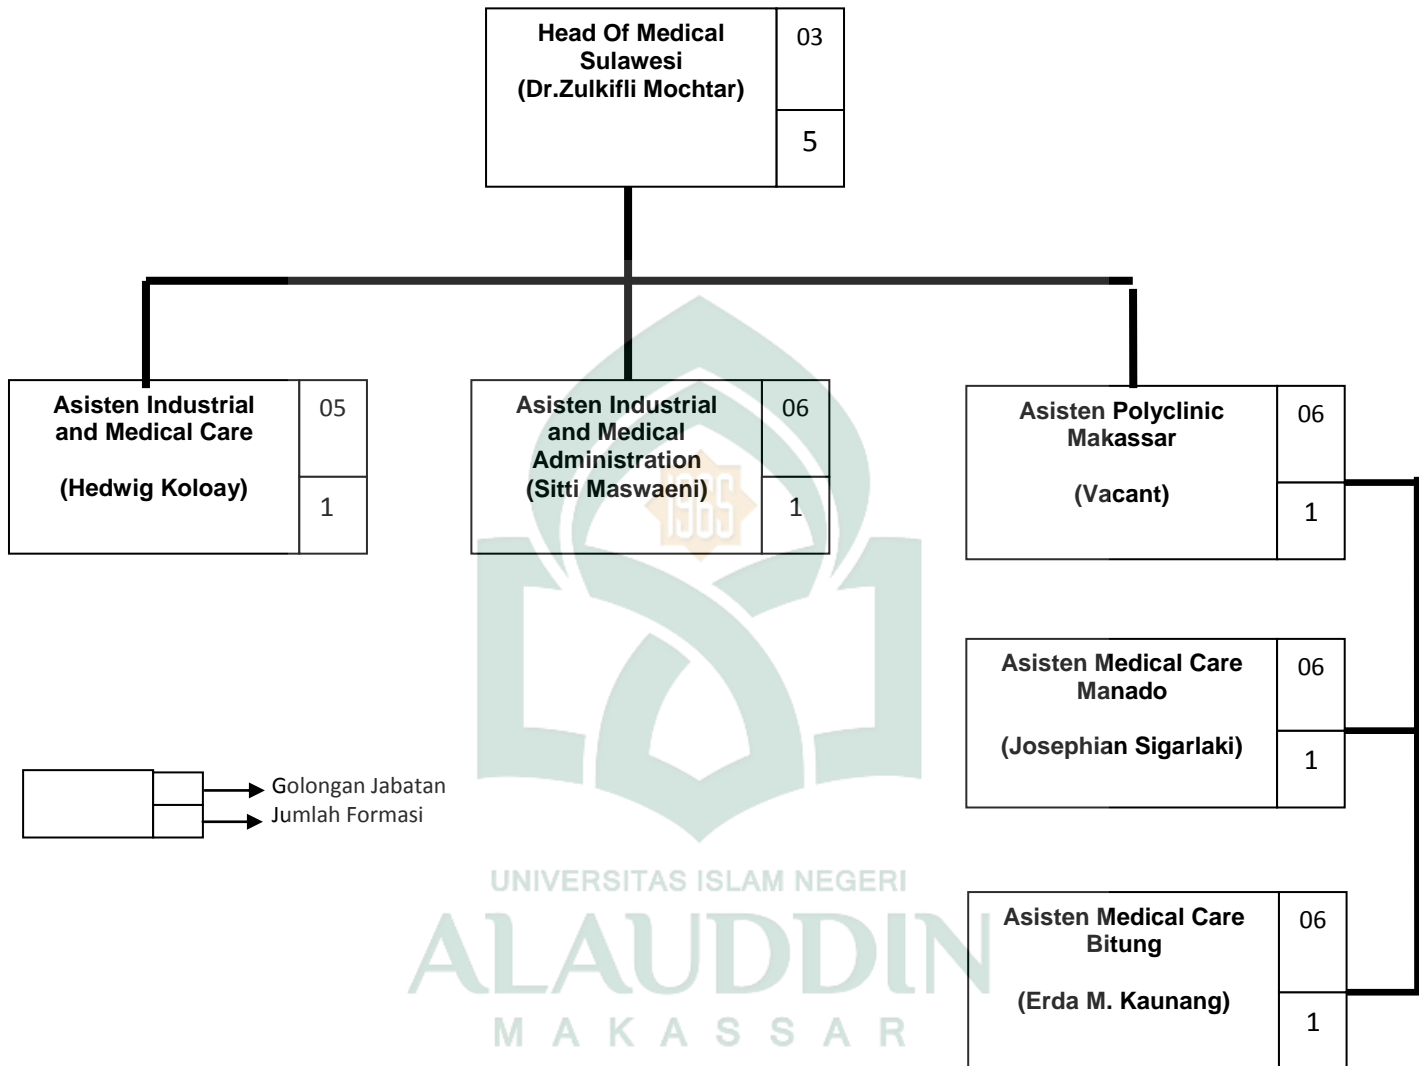 Head Of Medical
Sulawesi
(Dr.Zulkifli Mochtar)
03
5
Asisten Industrial
and Medical Care
(Hedwig Koloay)
05
1
Asisten Industrial
and Medical
Administration
(Sitti Maswaeni)
06
1
Asisten Polyclinic
Makassar
(Vacant)
06
1
Asisten Medical Care
Manado
(Josephian Sigarlaki)
06
1
Asisten Medical Care
Bitung
(Erda M. Kaunang)
06
1
Golongan Jabatan
Jumlah Formasi
1965
UNIVERSITAS ISLAM NEGERI
ALAUDDIN
MAKASSAR